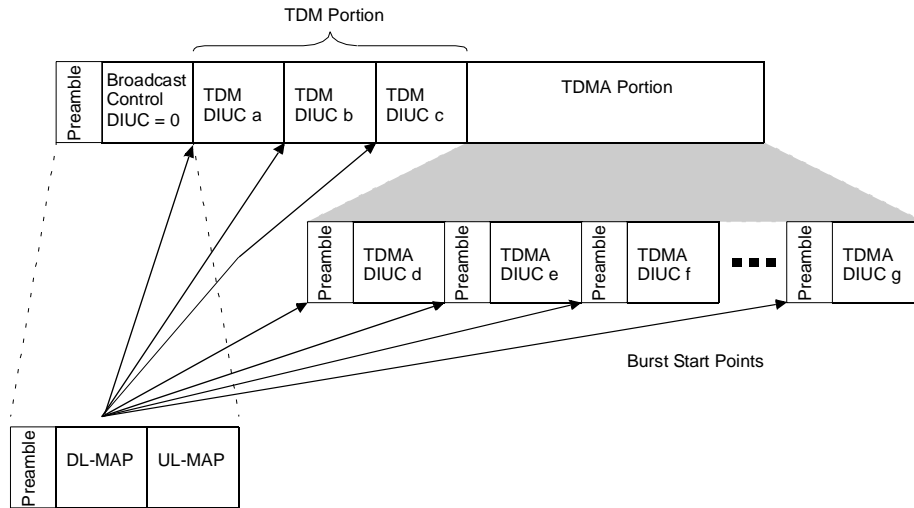 TDM Portion
Preamble
Broadcast
Control
DIUC = 0
TDM
DIUC a
TDM
DIUC b
TDM
DIUC c
TDMA Portion
Preamble
TDMA
DIUC d
Preamble
TDMA
DIUC e
Preamble
TDMA
DIUC f
Preamble
TDMA
DIUC g
Burst Start Points
Preamble
DL-MAP
UL-MAP